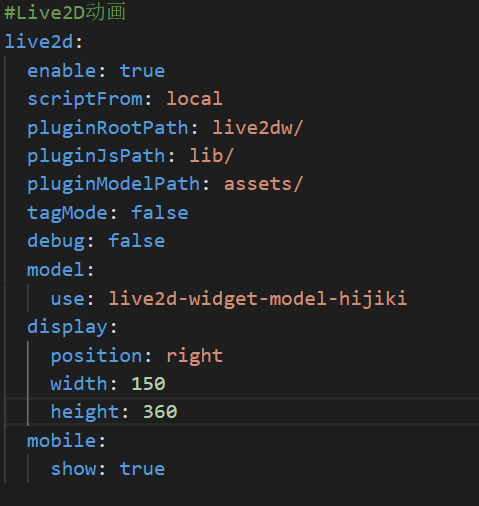 #Live2D动画
live2d:
  enable: true
  scriptFrom: local
  pluginRootPath: live2dw/
  pluginJsPath: lib/
  pluginModelPath: assets/
  tagMode: false
  debug: false
  model:
    use: live2d-widget-model-hijiki
  display:
    position: right
    width: 150
    height: 360
  mobile:
    show: true